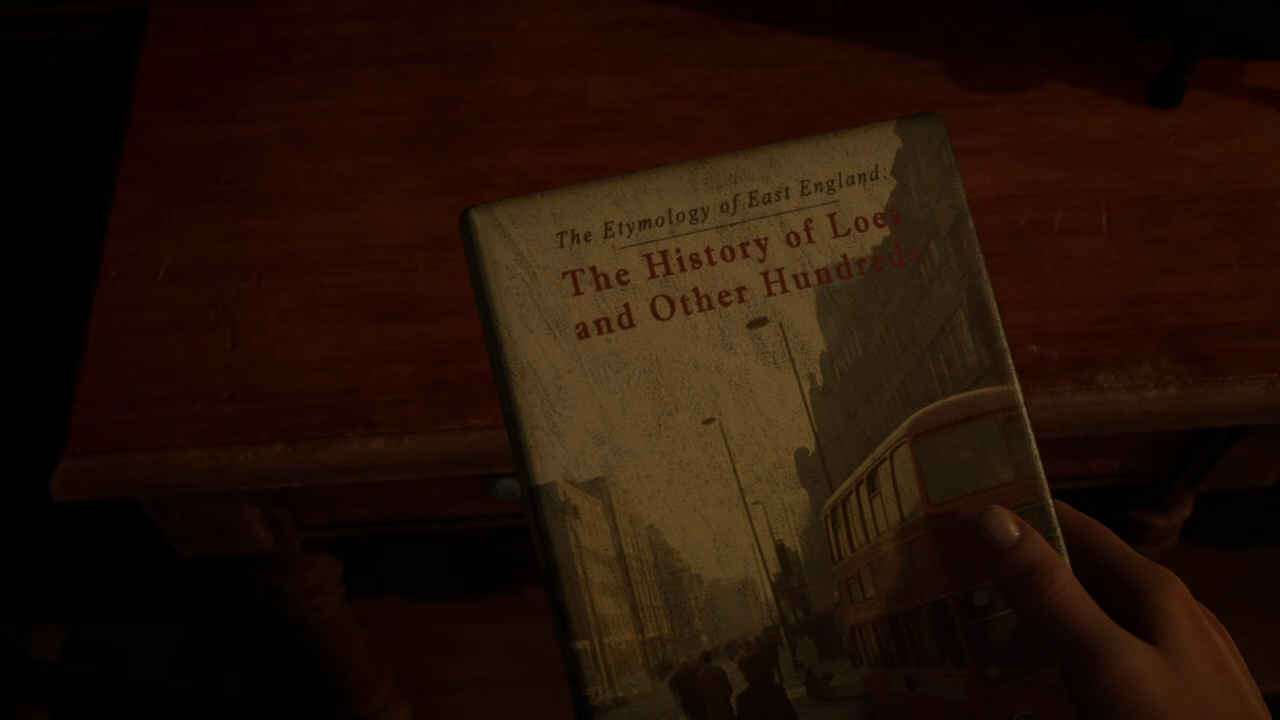 The Etymology of East England:
The History of Loes
and Other Hundreds